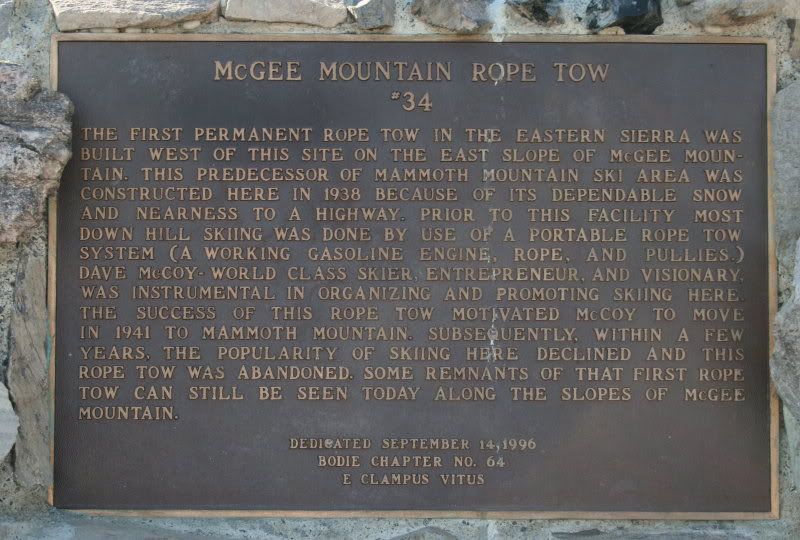 McGEE MOUNTAIN ROPE TOW
#34
THE FIRST PERMANENT ROPE TOW IN THE EASTERN SIERRA WAS
BUILT WEST OF THIS SITE ON THE EAST SLOPE OF McGEE MOUN-
TAIN. THIS PREDECESSOR OF MAMMOTH MOUNTAIN SKI AREA WAS
CONSTRUCTED HERE IN 1938 BECAUSE OF ITS DEPENDABLE SNOW
AND NEARNESS TO A HIGHWAY. PRIOR TO THIS FACILITY MOST
DOWN HILL SKIING WAS DONE BY USE OF A PORTABLE ROPE TOW
SYSTEM (A WORKING GASOLINE ENGINE, ROPE, AND PULLIES.)
DAVE McCOY- WORLD CLASS SKIER, ENTREPRENEUR, AND VISIONARY,
WAS INSTRUMENTAL IN ORGANIZING AND PROMOTING SKIING HERE.
THE SUCCESS OF THIS ROPE TOW MOTIVATED McCOY TO MOVE
IN 1941 TO MAMMOTH MOUNTAIN. SUBSEQUENTLY, WITHIN A FEW
YEARS, THE POPULARITY OF SKIING HERE DECLINED AND THIS
ROPE TOW WAS ABANDONED. SOME REMNANTS OF THAT FIRST ROPE
TOW CAN STILL BE SEEN TODAY ALONG THE SLOPES OF McGEE
MOUNTAIN.
DEDICATED SEPTEMBER 14,1996
BODIE CHAPTER NO. 64
E CLAMPUS VITUS